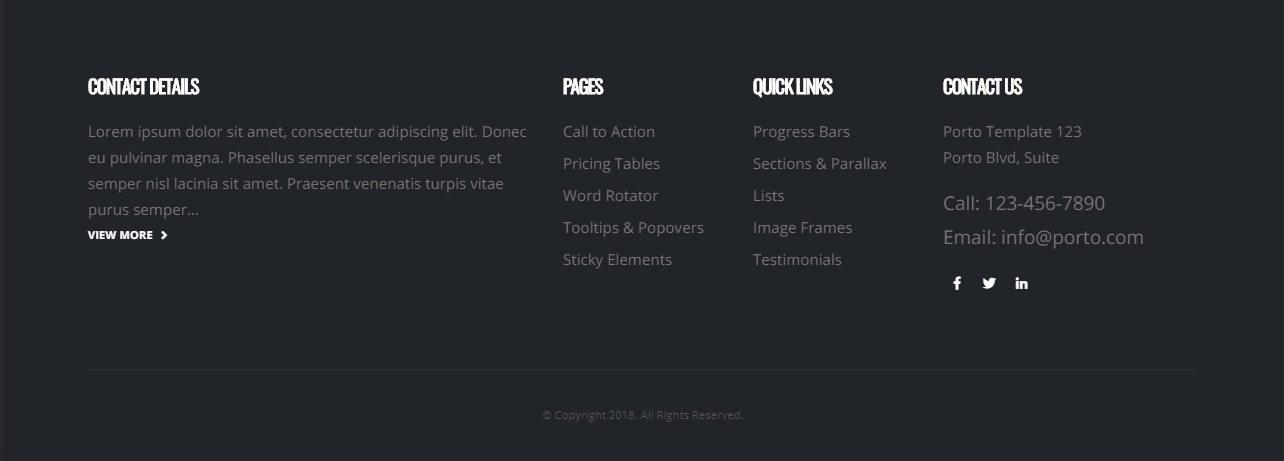 CONTACT DETAILS
Lorem ipsum dolor sit amet, consectetur adipiscing elit. Donec
eu pulvinar magna. Phasellus semper scelerisque purus, et
semper nisl lacinia sit amet. Praesent venenatis turpis vitae
purus semper...
VIEW MORE
PAGES
Call to Action
Pricing Tables
Word Rotator
Tooltips & Popovers
Sticky Elements
QUICK LINKS
Progress Bars
Sections & Parallax
Lists
Image Frames
Testimonials
CONTACT US
Porto Template 123
Porto Blvd, Suite
Call: 123-456-7890
Email: info@porto.com
© Copyright 2018. All Rights Reserved.